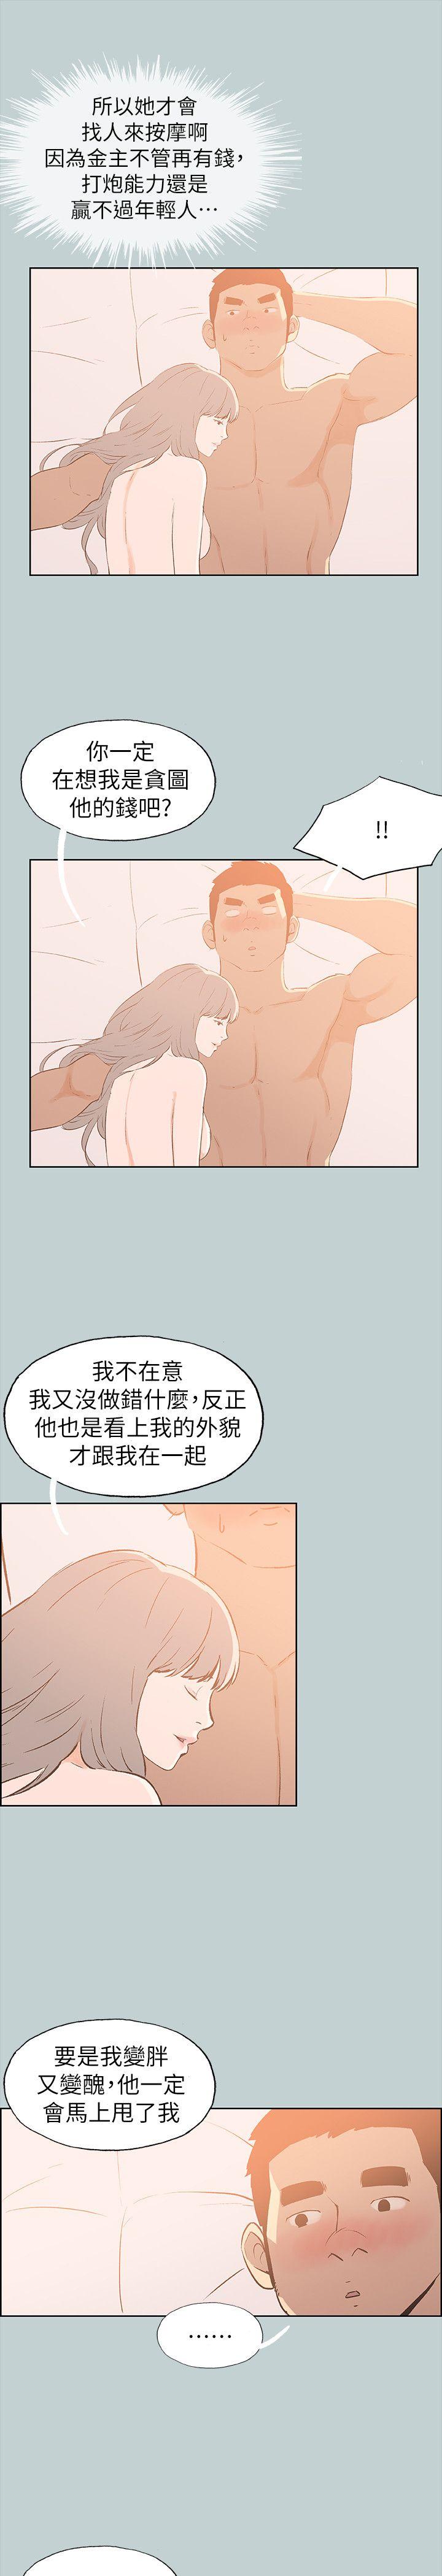 所以她才會
找人來按摩啊
因為金主不管再有錢,
打炮能力還是
贏不過年輕人…
你一定
在想我是貪圖
他的錢吧?
!!
我不在意
我又沒做錯什麼,反正
他也是看上我的外貌
才跟我在一起
要是我變胖
又變醜,他一定
會馬上甩了我
……